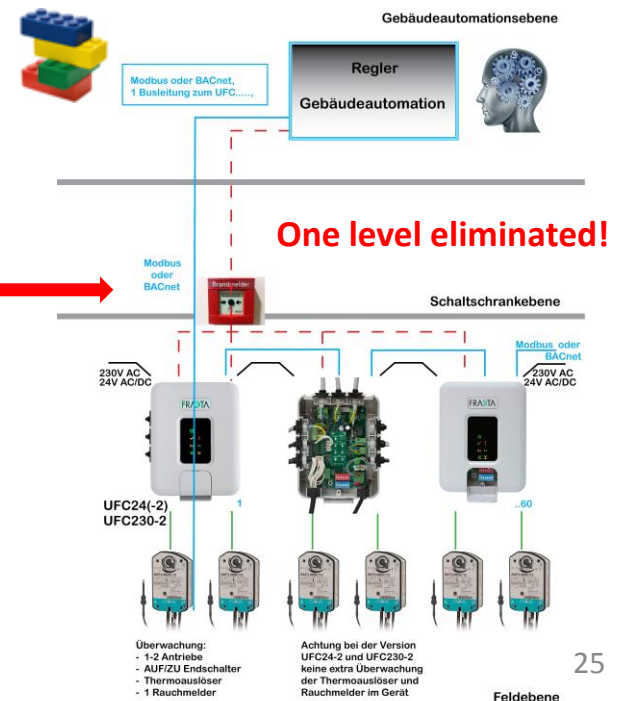 Gebäudeautomationsebene
Modbus oder BACnet,
1 Busleitung zum UFC.....,
Regler
Gebäudeautomation
One level eliminated!
Modbus
oder
BACnet
Brandmelder
Schaltschrankebene
Modbus oder
BACnet
230V AC
24V AC/DC
230V AC
24V AC/DC
FRAKTA
FRAKTA
UFC24(-2)
UFC230-2
1
..60
Überwachung:
- 1-2 Antriebe
- AUF/ZU Endschalter
- Thermoauslöser
- 1 Rauchmelder
Achtung bei der Version
UFC24-2 und UFC230-2
keine extra Überwachung
der Thermoauslöser und
Rauchmelder im Gerät
25
Feldebene